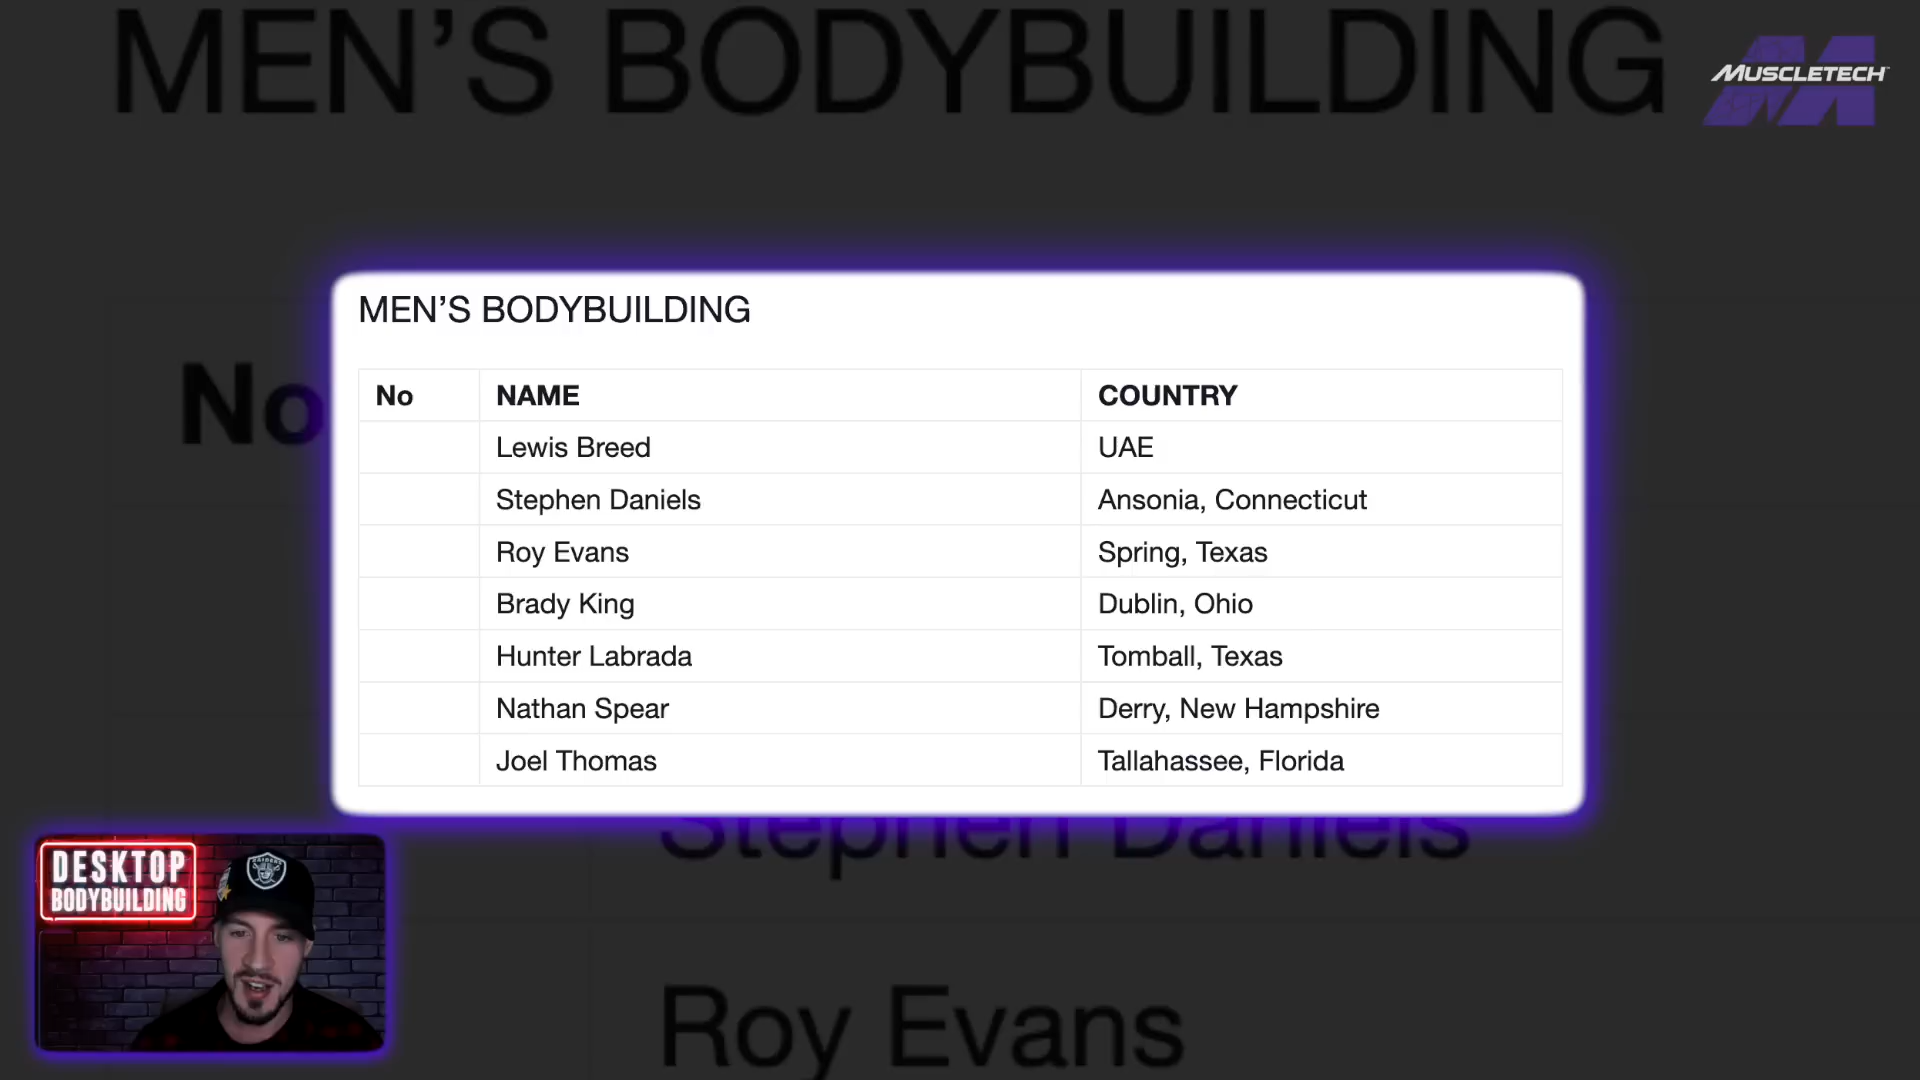 MEN'S BODYBUILDING
MUSCLETECH
MEN'S BODYBUILDING
No
No NAME COUNTRY
Lewis Breed UAE
Stephen Daniels Ansonia, Connecticut
Roy Evans Spring, Texas
Brady King Dublin, Ohio
Hunter Labrada Tomball, Texas
Nathan Spear Derry, New Hampshire
Joel Thomas Tallahassee, Florida
Stephen Daniels
DESKTOP
BODYBUILDING
RAIDERS
Roy Evans